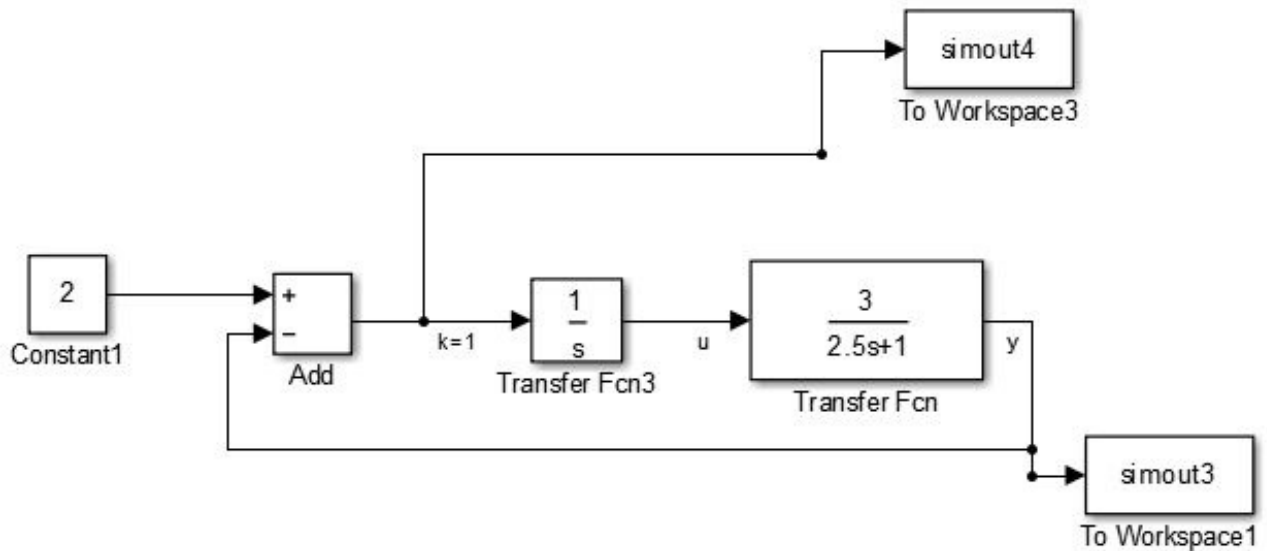 simout4
To Workspace3
2
Constant1
+
−
Add
k=1
1
s
Transfer Fcn3
u
3
2.5s+1
Transfer Fcn
y
simout3
To Workspace1